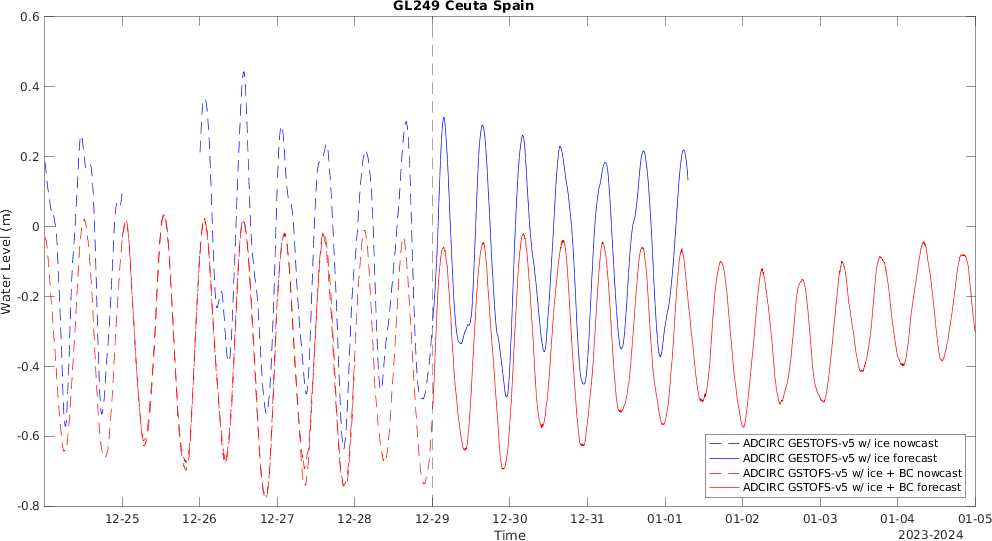 GL249 Ceuta Spain
0.6
0.4
0.2
0
-0.2
-0.4
-0.6
-0.8
Water Level (m)
ADCIRC GESTOFS-v5 w/ ice nowcast
ADCIRC GESTOFS-v5 w/ ice forecast
ADCIRC GSTOFS-v5 w/ ice + BC nowcast
ADCIRC GSTOFS-v5 w/ ice + BC forecast
12-25 12-26 12-27 12-28 12-29 12-30 12-31 01-01 01-02 01-03 01-04 01-05
Time
2023-2024